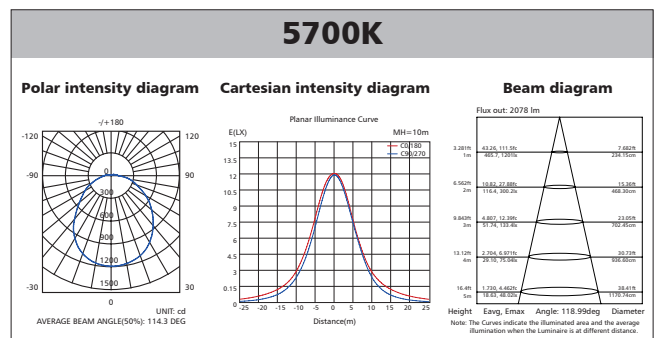 5700K
Polar intensity diagram
Cartesian intensity diagram
Beam diagram
-/+180
-120
120
-90
90
-30
30
0
0
300
600
900
1200
1500
UNIT: cd
AVERAGE BEAM ANGLE(50%): 114.3 DEG
Planar Illuminance Curve
E(LX)
MH=10m
C0/180
C90/270
15
13.5
12
10.5
9
7.5
6
4.5
3
0.15
0
-25 -20 -15 -10 -5 0 5 10 15 20 25
Distance(m)
Flux out: 2078 lm
3.281ft 43.26, 111.5fc 7.682ft
1m 465.7, 1201lx 234.15cm
6.562ft 10.82, 27.88fc 15.36ft
2m 116.4, 300.2lx 468.30cm
9.843ft 4.807, 12.39fc 23.05ft
3m 51.74, 133.4lx 702.45cm
13.12ft 2.704, 6.971fc 30.73ft
4m 29.10, 75.04lx 936.60cm
16.4ft 1.730, 4.462fc 38.41ft
5m 18.63, 48.02lx 1170.74cm
Height Eavg, Emax Angle: 118.99deg Diameter
Note: The Curves indicate the illuminated area and the average
illumination when the Luminaire is at different distance.